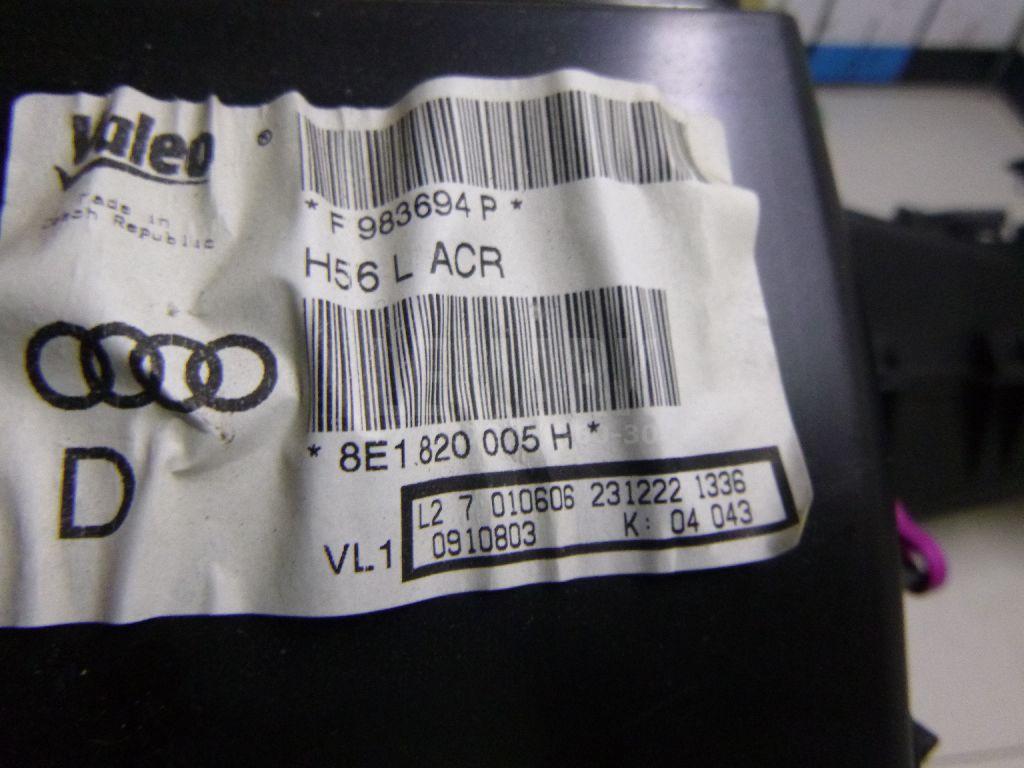 Valeo ®
Made in
Czech Republic
* F 983694 P *
H56 L ACR
* 8E1.820 005 H *
D
VL.1
L2 7 010606 231222 1336
0910803 K: 04 043